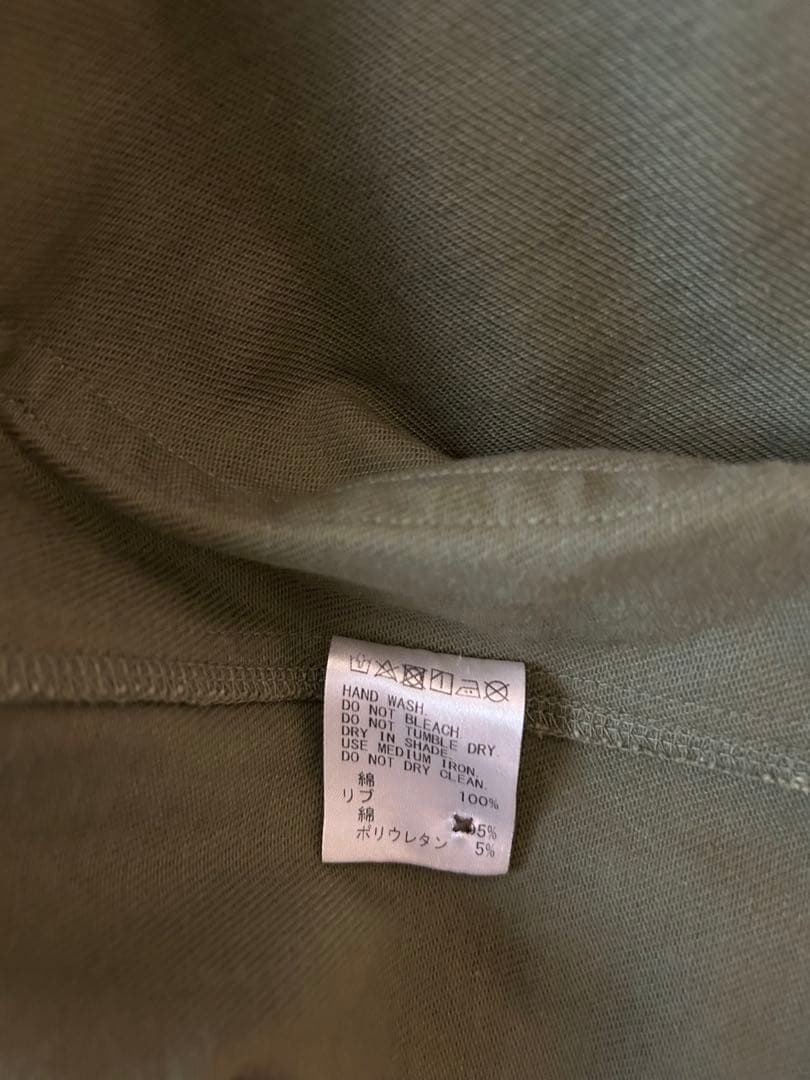 HAND WASH.
DO NOT BLEACH.
DO NOT TUMBLE DRY.
DRY IN SHADE.
USE MEDIUM IRON.
DO NOT DRY CLEAN.
綿 100%
リブ
綿 5%
ポリウレタン 5%